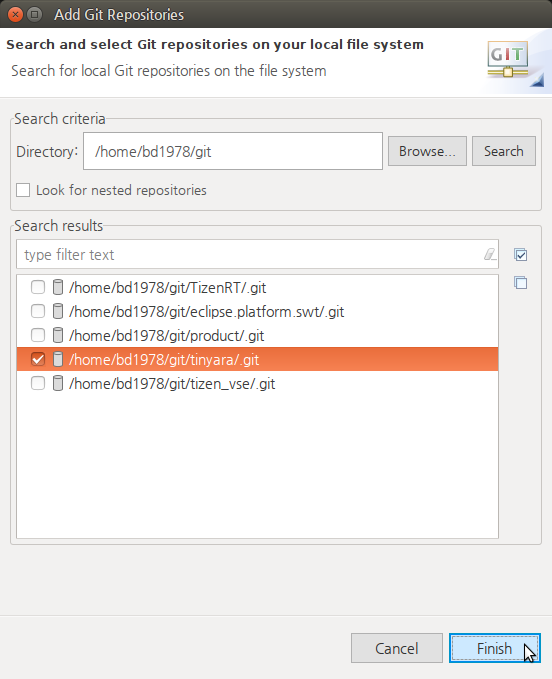 Add Git Repositories
Search and select Git repositories on your local file system
Search for local Git repositories on the file system
GIT
Search criteria
Directory: /home/bd1978/git Browse... Search
Look for nested repositories
Search results
type filter text
/home/bd1978/git/TizenRT/.git
/home/bd1978/git/eclipse.platform.swt/.git
/home/bd1978/git/product/.git
/home/bd1978/git/tinyara/.git
/home/bd1978/git/tizen_vse/.git
Cancel Finish